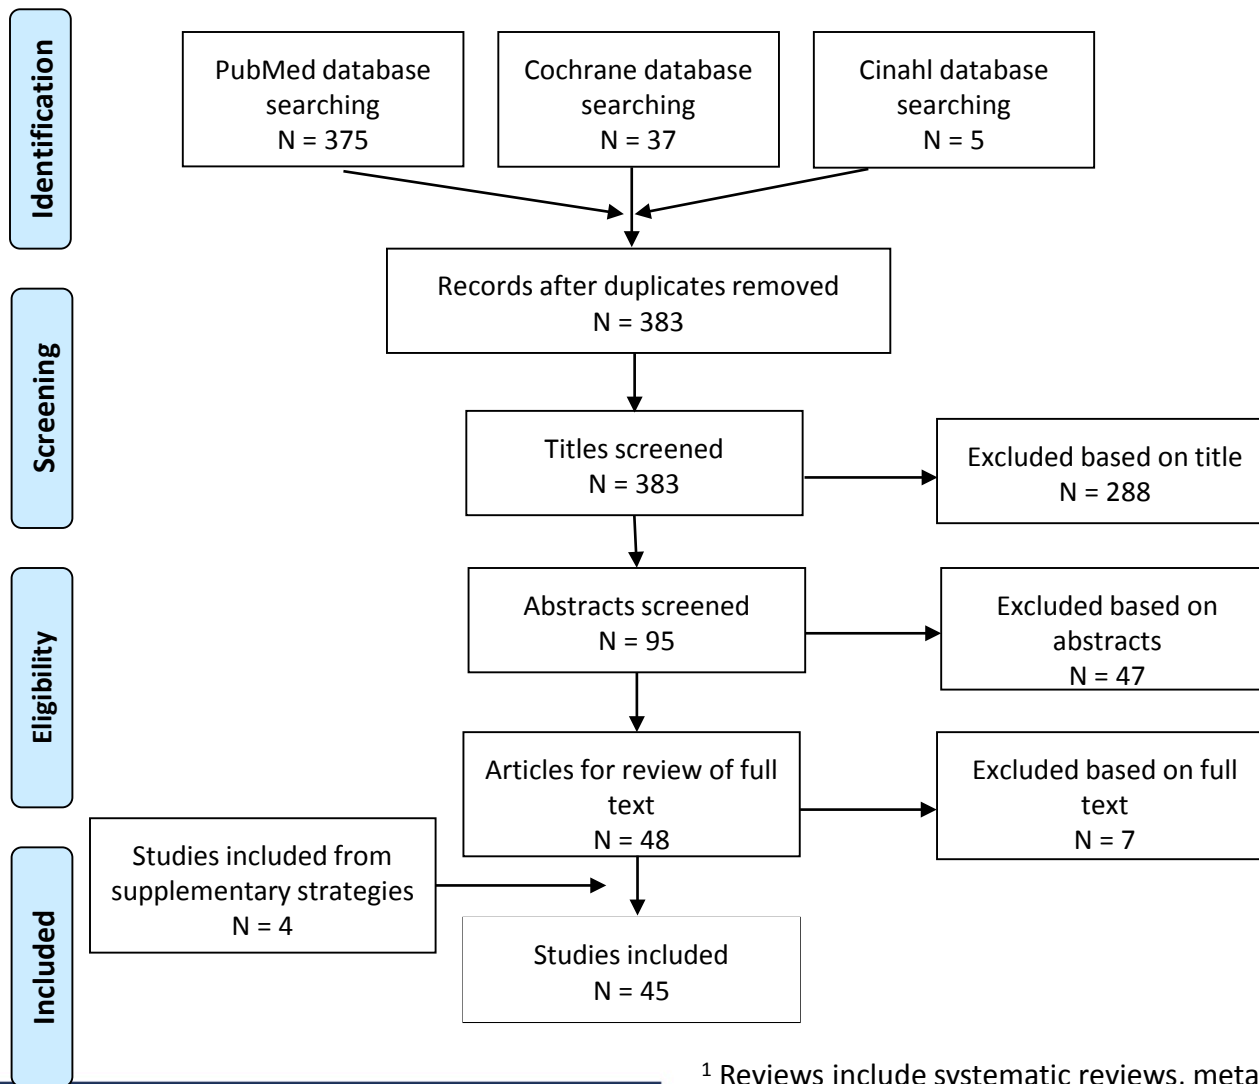 Identification
PubMed database
searching
N = 375
Cochrane database
searching
N = 37
Cinahl database
searching
N = 5
Records after duplicates removed
N = 383
Screening
Titles screened
N = 383
Excluded based on title
N = 288
Eligibility
Abstracts screened
N = 95
Excluded based on
abstracts
N = 47
Articles for review of full
text
N = 48
Excluded based on full
text
N = 7
Included
Studies included from
supplementary strategies
N = 4
Studies included
N = 45
¹ Reviews include systematic reviews, meta